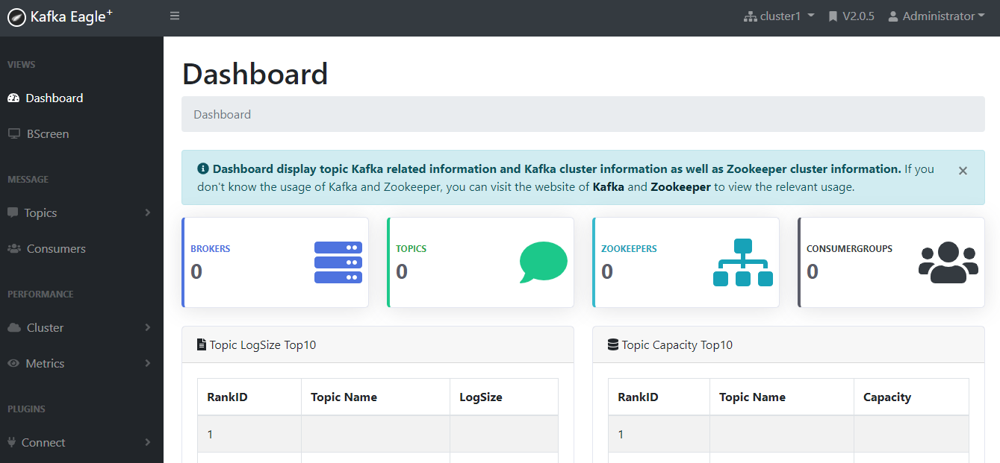 Kafka Eagle+
cluster1
V2.0.5
Administrator
VIEWS
Dashboard
BScreen
MESSAGE
Topics
Consumers
PERFORMANCE
Cluster
Metrics
PLUGINS
Connect
Dashboard
Dashboard
Dashboard display topic Kafka related information and Kafka cluster information as well as Zookeeper cluster information. If you
don't know the usage of Kafka and Zookeeper, you can visit the website of Kafka and Zookeeper to view the relevant usage.
×
BROKERS
0
TOPICS
0
ZOOKEEPERS
0
CONSUMERGROUPS
0
Topic LogSize Top10
RankID Topic Name LogSize
1
Topic Capacity Top10
RankID Topic Name Capacity
1